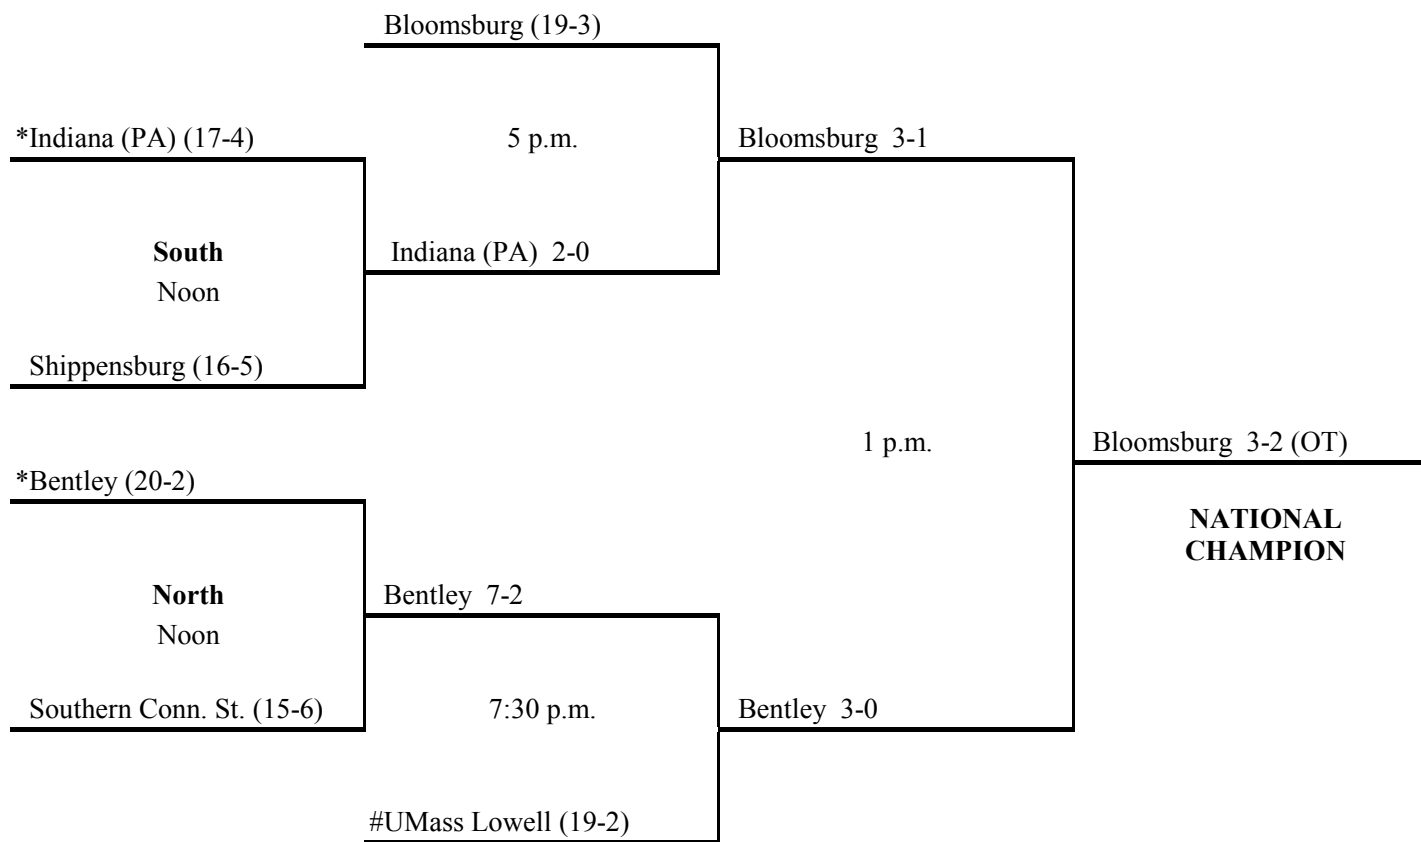 Bloomsburg (19-3)
*Indiana (PA) (17-4)
5 p.m.
Bloomsburg 3-1
South
Indiana (PA) 2-0
Noon
Shippensburg (16-5)
1 p.m.
Bloomsburg 3-2 (OT)
*Bentley (20-2)
NATIONAL
CHAMPION
North
Bentley 7-2
Noon
Southern Conn. St. (15-6)
7:30 p.m.
Bentley 3-0
#UMass Lowell (19-2)